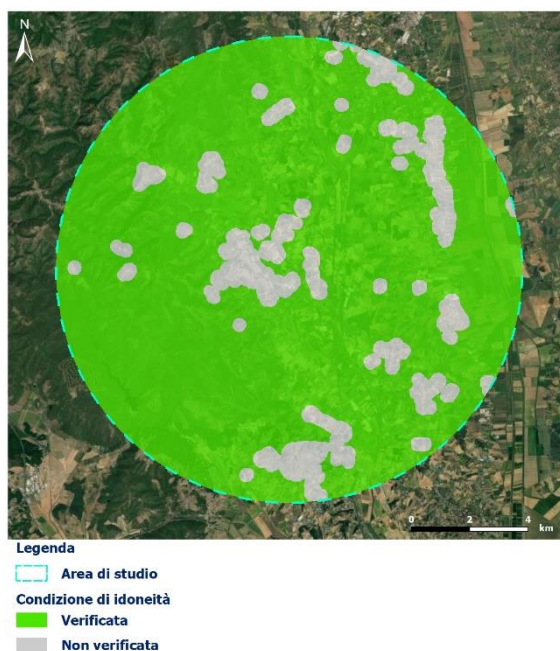 N
0 2 4
km
Legenda
Area di studio
Condizione di idoneità
Verificata
Non verificata